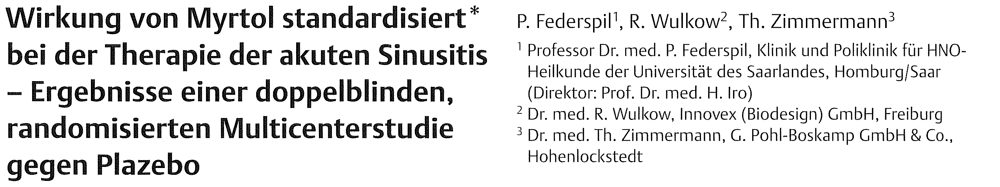 Wirkung von Myrtol standardisiert*
bei der Therapie der akuten Sinusitis
– Ergebnisse einer doppelblinden,
randomisierten Multicenterstudie
gegen Plazebo
P. Federspil¹, R. Wulkow², Th. Zimmermann³
¹ Professor Dr. med. P. Federspil, Klinik und Poliklinik für HNO-
Heilkunde der Universität des Saarlandes, Homburg/Saar
(Direktor: Prof. Dr. med. H. Iro)
² Dr. med. R. Wulkow, Innovex (Biodesign) GmbH, Freiburg
³ Dr. med. Th. Zimmermann, G. Pohl-Boskamp GmbH & Co.,
Hohenlockstedt